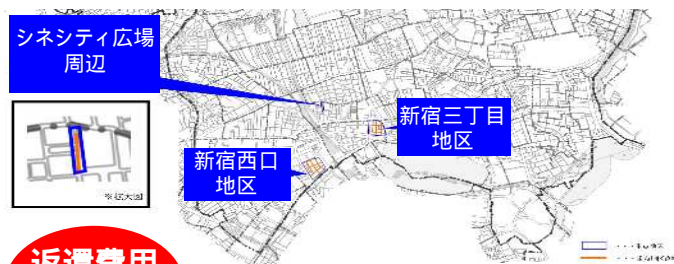 シネシティ広場
周辺
新宿三丁目
地区
新宿西口
地区
※拡大図
返還費用